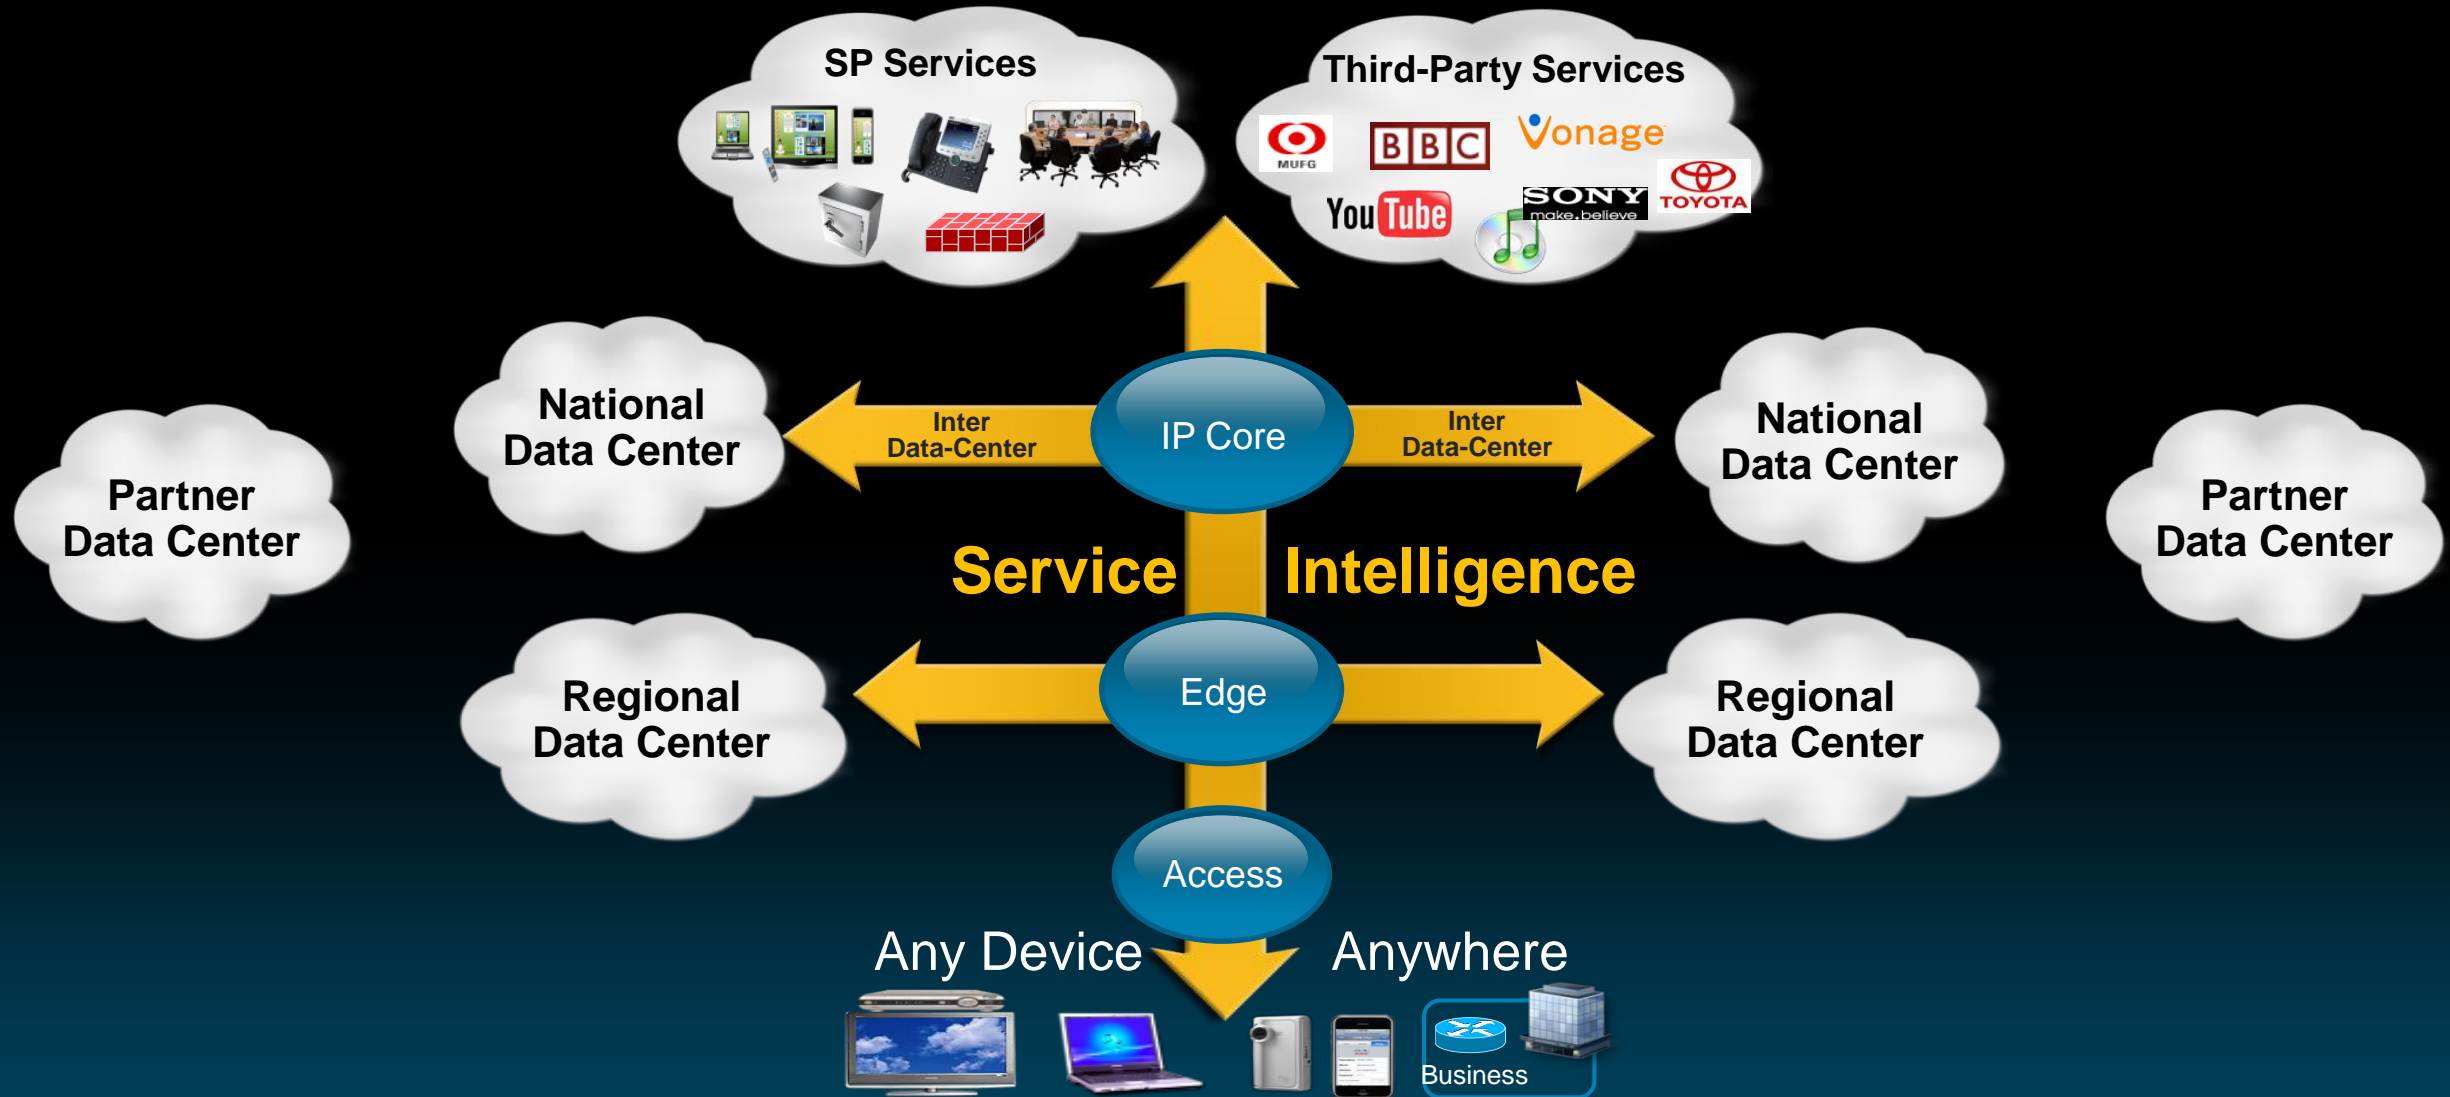 SP Services
Third-Party Services
MUFG
BBC
Vonage
YouTube
SONY
make.believe
TOYOTA
National
Data Center
Inter
Data-Center
IP Core
Inter
Data-Center
National
Data Center
Partner
Data Center
Partner
Data Center
Service Intelligence
Regional
Data Center
Edge
Regional
Data Center
Access
Any Device Anywhere
Business